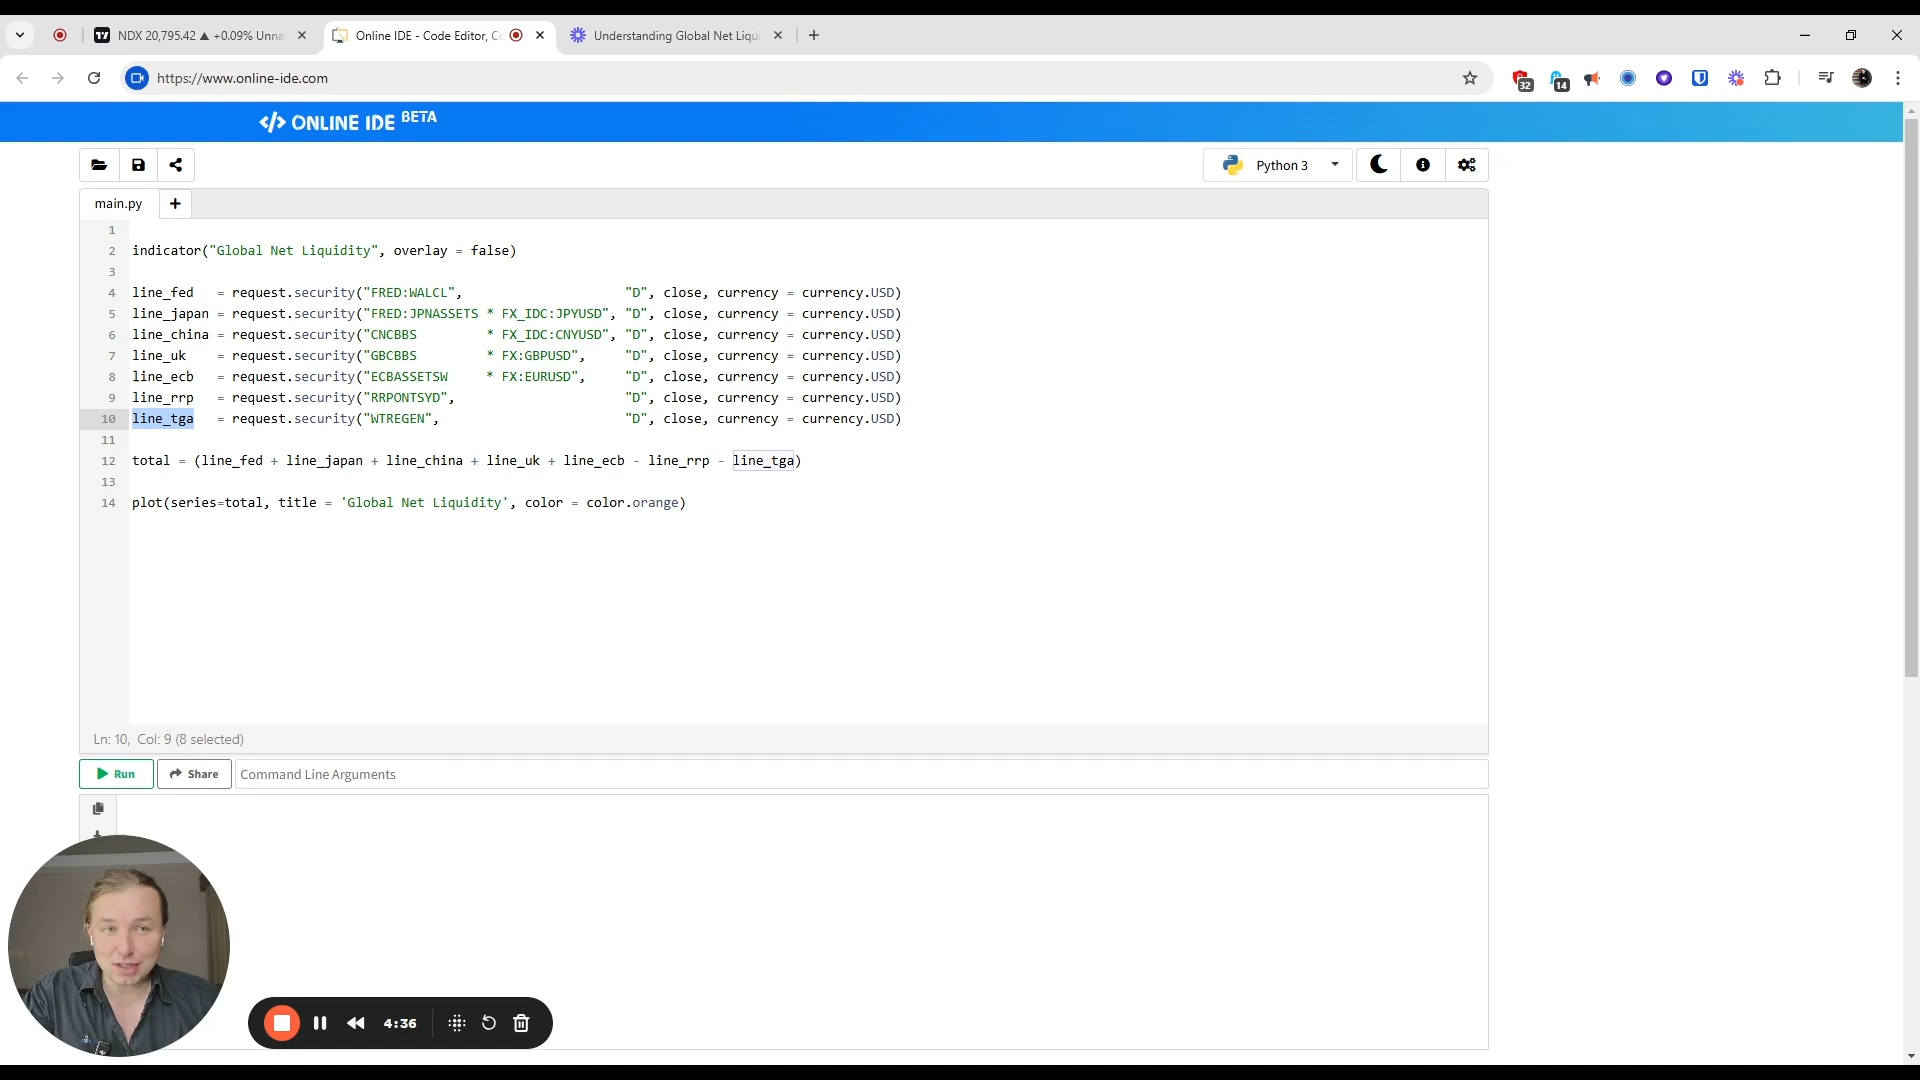 NDX 20,795.42 ▲ +0.09% Unna
Online IDE - Code Editor, Co
Understanding Global Net Liqui
https://www.online-ide.com
32
14
</> ONLINE IDE BETA
Python 3
main.py
1
2 indicator("Global Net Liquidity", overlay = false)
3
4 line_fed   = request.security("FRED:WALCL",                     "D", close, currency = currency.USD)
5 line_japan = request.security("FRED:JPNASSETS * FX_IDC:JPYUSD", "D", close, currency = currency.USD)
6 line_china = request.security("CNCBBS         * FX_IDC:CNYUSD", "D", close, currency = currency.USD)
7 line_uk    = request.security("GBCBBS         * FX:GBPUSD",     "D", close, currency = currency.USD)
8 line_ecb   = request.security("ECBASSETSW     * FX:EURUSD",     "D", close, currency = currency.USD)
9 line_rrp   = request.security("RRPONTSYD",                      "D", close, currency = currency.USD)
10 line_tga   = request.security("WTREGEN",                        "D", close, currency = currency.USD)
11
12 total = (line_fed + line_japan + line_china + line_uk + line_ecb - line_rrp - line_tga)
13
14 plot(series=total, title = 'Global Net Liquidity', color = color.orange)
Ln: 10, Col: 9 (8 selected)
Run
Share
Command Line Arguments
4:36